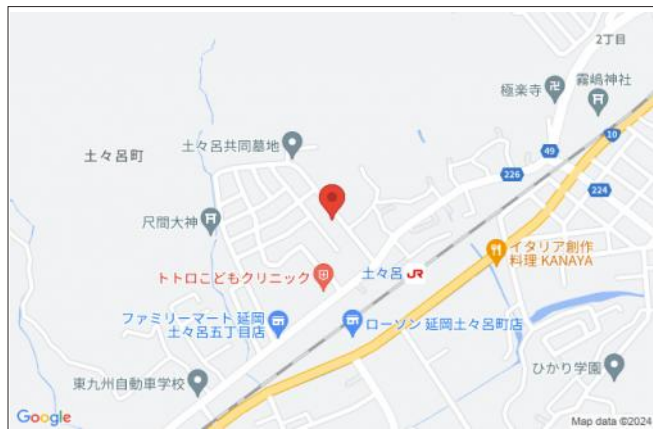 2丁目
極楽寺
霧嶋神社
土々呂共同墓地
土々呂町
10
49
226
224
尺間大神
イタリア創作
料理 KANAYA
トトロこどもクリニック
土々呂 JR
ファミリーマート 延岡
土々呂五丁目店
ローソン 延岡土々呂町店
ひかり学園
東九州自動車学校
Google
Map data ©2024